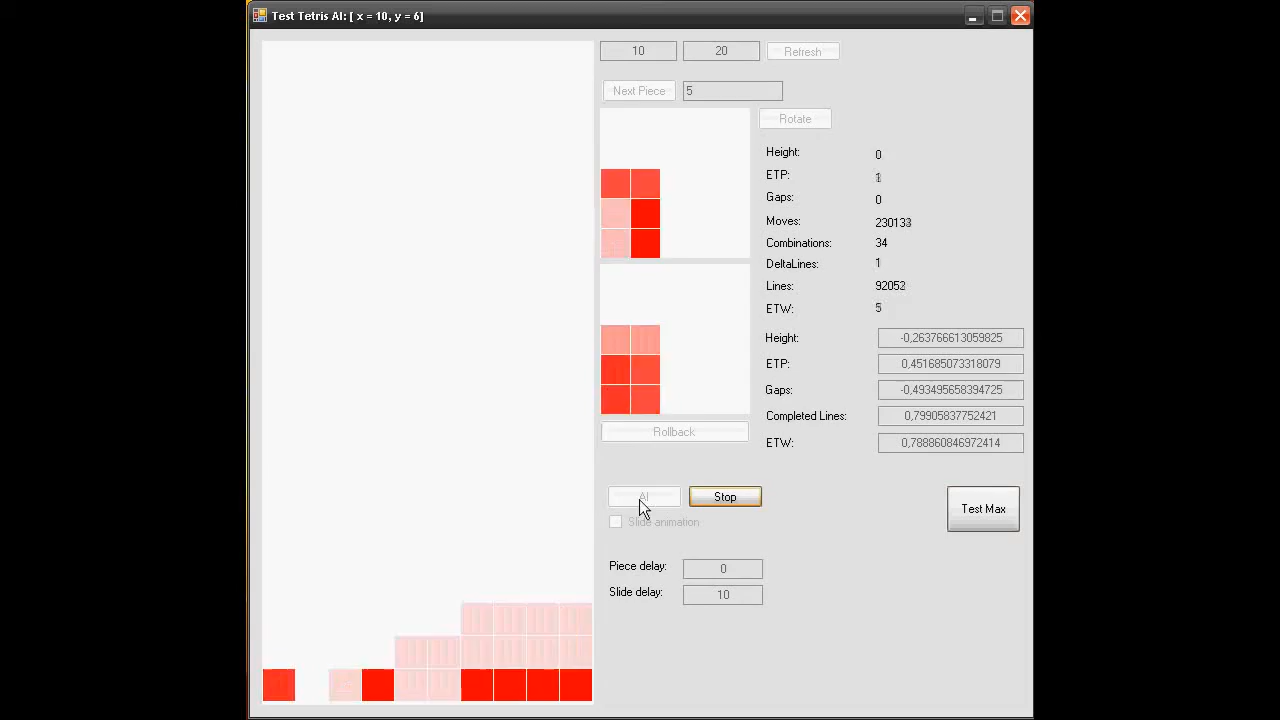 Test Tetris AI: [ x = 10, y = 6]
10 20 Refresh
Next Piece 5
Rotate
Height: 0
ETP: 1
Gaps: 0
Moves: 230133
Combinations: 34
DeltaLines: 1
Lines: 92052
ETW: 5
Height: -0,263766613059825
ETP: 0,451685073318079
Gaps: -0,493495658394725
Completed Lines: 0,79905837752421
Rollback
ETW: 0,788860846972414
AI Stop
Test Max
Slide animation
Piece delay: 0
Slide delay: 10